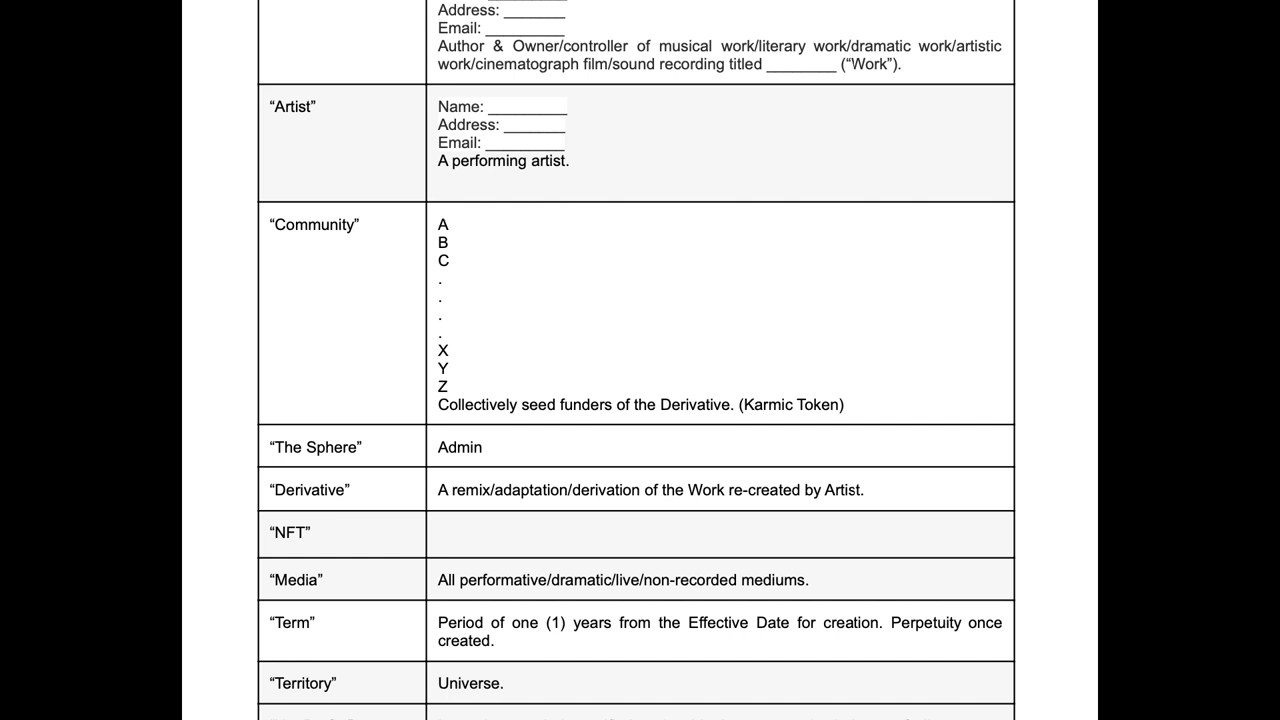 Address: ________
Email: __________
Author & Owner/controller of musical work/literary work/dramatic work/artistic
work/cinematograph film/sound recording titled _________ (“Work”).
“Artist”
Name: __________
Address: ________
Email: __________
A performing artist.
“Community”
A
B
C
.
.
.
.
X
Y
Z
Collectively seed funders of the Derivative. (Karmic Token)
“The Sphere”
Admin
“Derivative”
A remix/adaptation/derivation of the Work re-created by Artist.
“NFT”
“Media”
All performative/dramatic/live/non-recorded mediums.
“Term”
Period of one (1) years from the Effective Date for creation. Perpetuity once
created.
“Territory”
Universe.